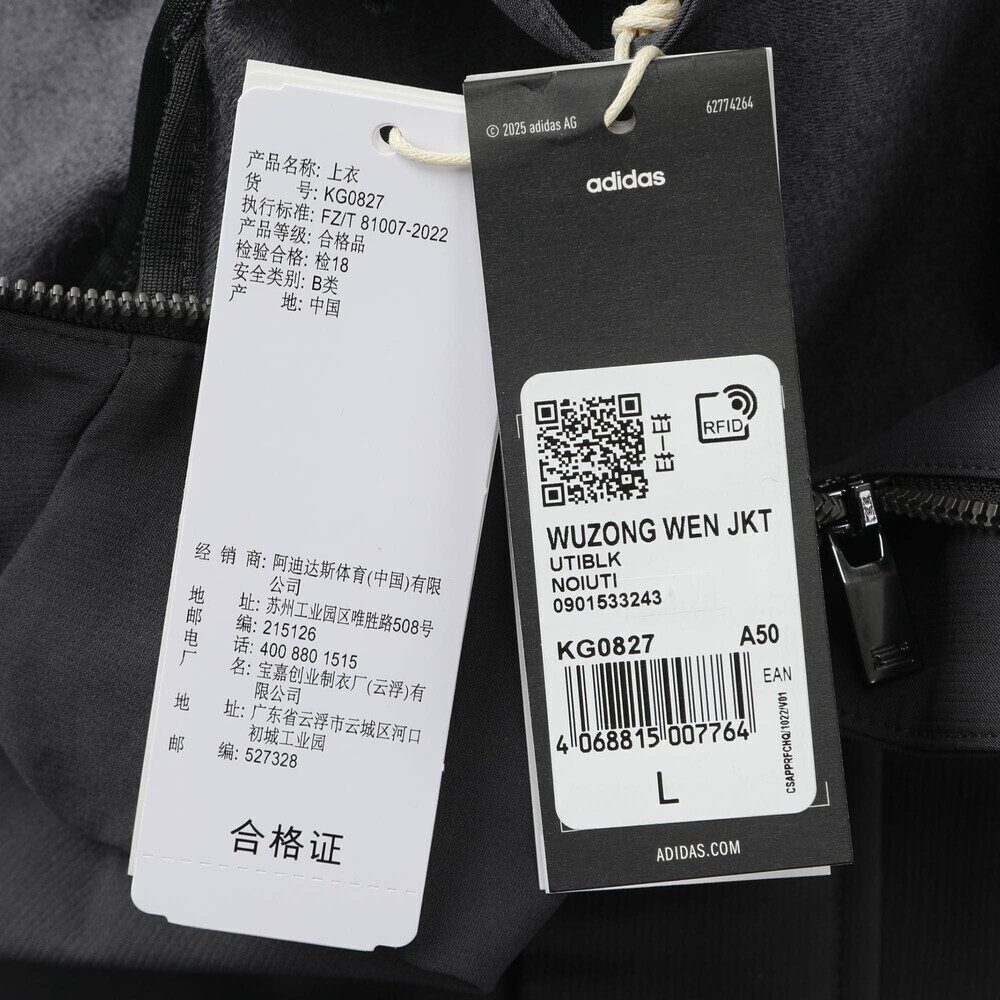 产品名称: 上衣
货 号: KG0827
执行标准: FZ/T 81007-2022
产品等级: 合格品
检验合格: 检18
安全类别: B类
产 地: 中国
经 销 商: 阿迪达斯体育(中国)有限
公司
地 址: 苏州工业园区唯胜路508号
邮 编: 215126
电 话: 400 880 1515
厂 名: 宝嘉创业制衣厂(云浮)有
限公司
地 址: 广东省云浮市云城区河口
初城工业园
邮 编: 527328
合格证
© 2025 adidas AG
62774264
adidas
RFID
WUZONG WEN JKT
UTIBLK
NOIUTI
0901533243
KG0827 A50
EAN
4 068815 007764
L
CSAPPRFCHQ/1022/V01
ADIDAS.COM